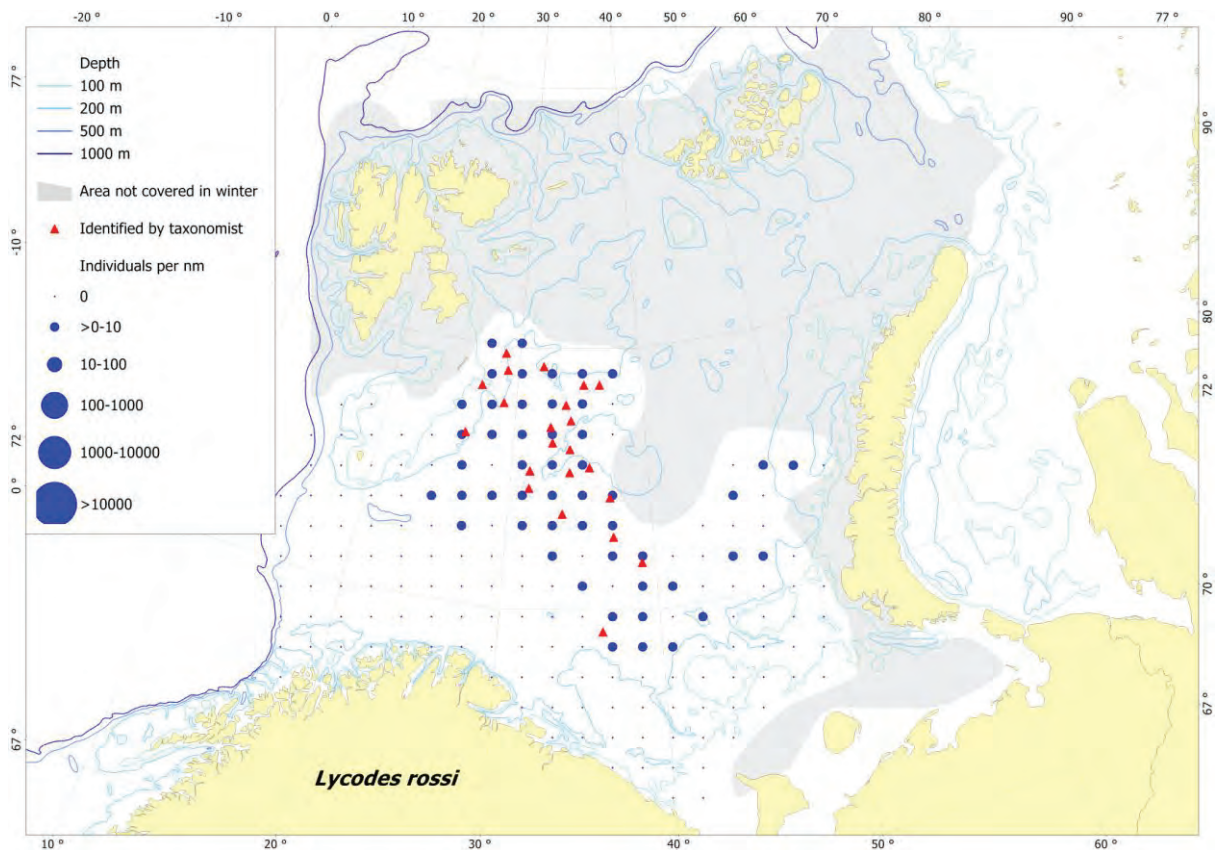 -20 ° -10 ° 0 ° 10 ° 20 ° 30 ° 40 ° 50 ° 60 ° 70 ° 80 ° 90 ° 77 °
77 °
-10 °
72 °
0 °
67 °
Depth
100 m
200 m
500 m
1000 m
Area not covered in winter
Identified by taxonomist
Individuals per nm
0
>0-10
10-100
100-1000
1000-10000
>10000
90 °
80 °
72 °
70 °
67 °
Lycodes rossi
10 ° 20 ° 30 ° 40 ° 50 ° 60 °